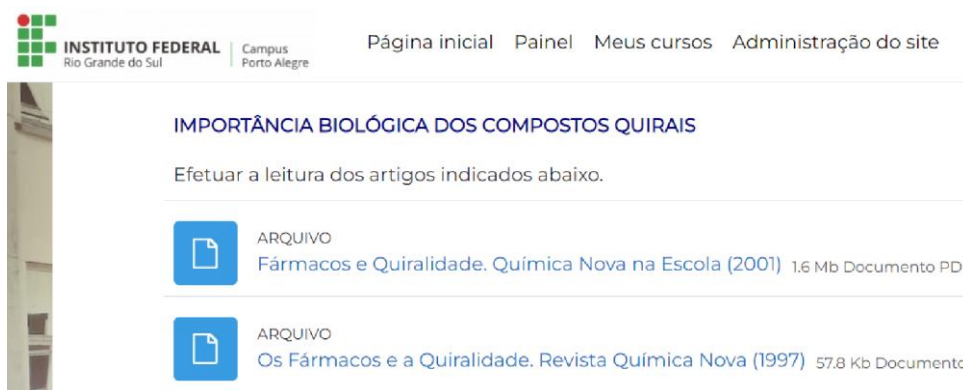 INSTITUTO FEDERAL
Rio Grande do Sul
Campus
Porto Alegre
Página inicial Painel Meus cursos Administração do site
IMPORTÂNCIA BIOLÓGICA DOS COMPOSTOS QUIRAIS
Efetuar a leitura dos artigos indicados abaixo.
ARQUIVO
Fármacos e Quiralidade. Química Nova na Escola (2001) 1.6 Mb Documento PD
ARQUIVO
Os Fármacos e a Quiralidade. Revista Química Nova (1997) 57.8 Kb Documento